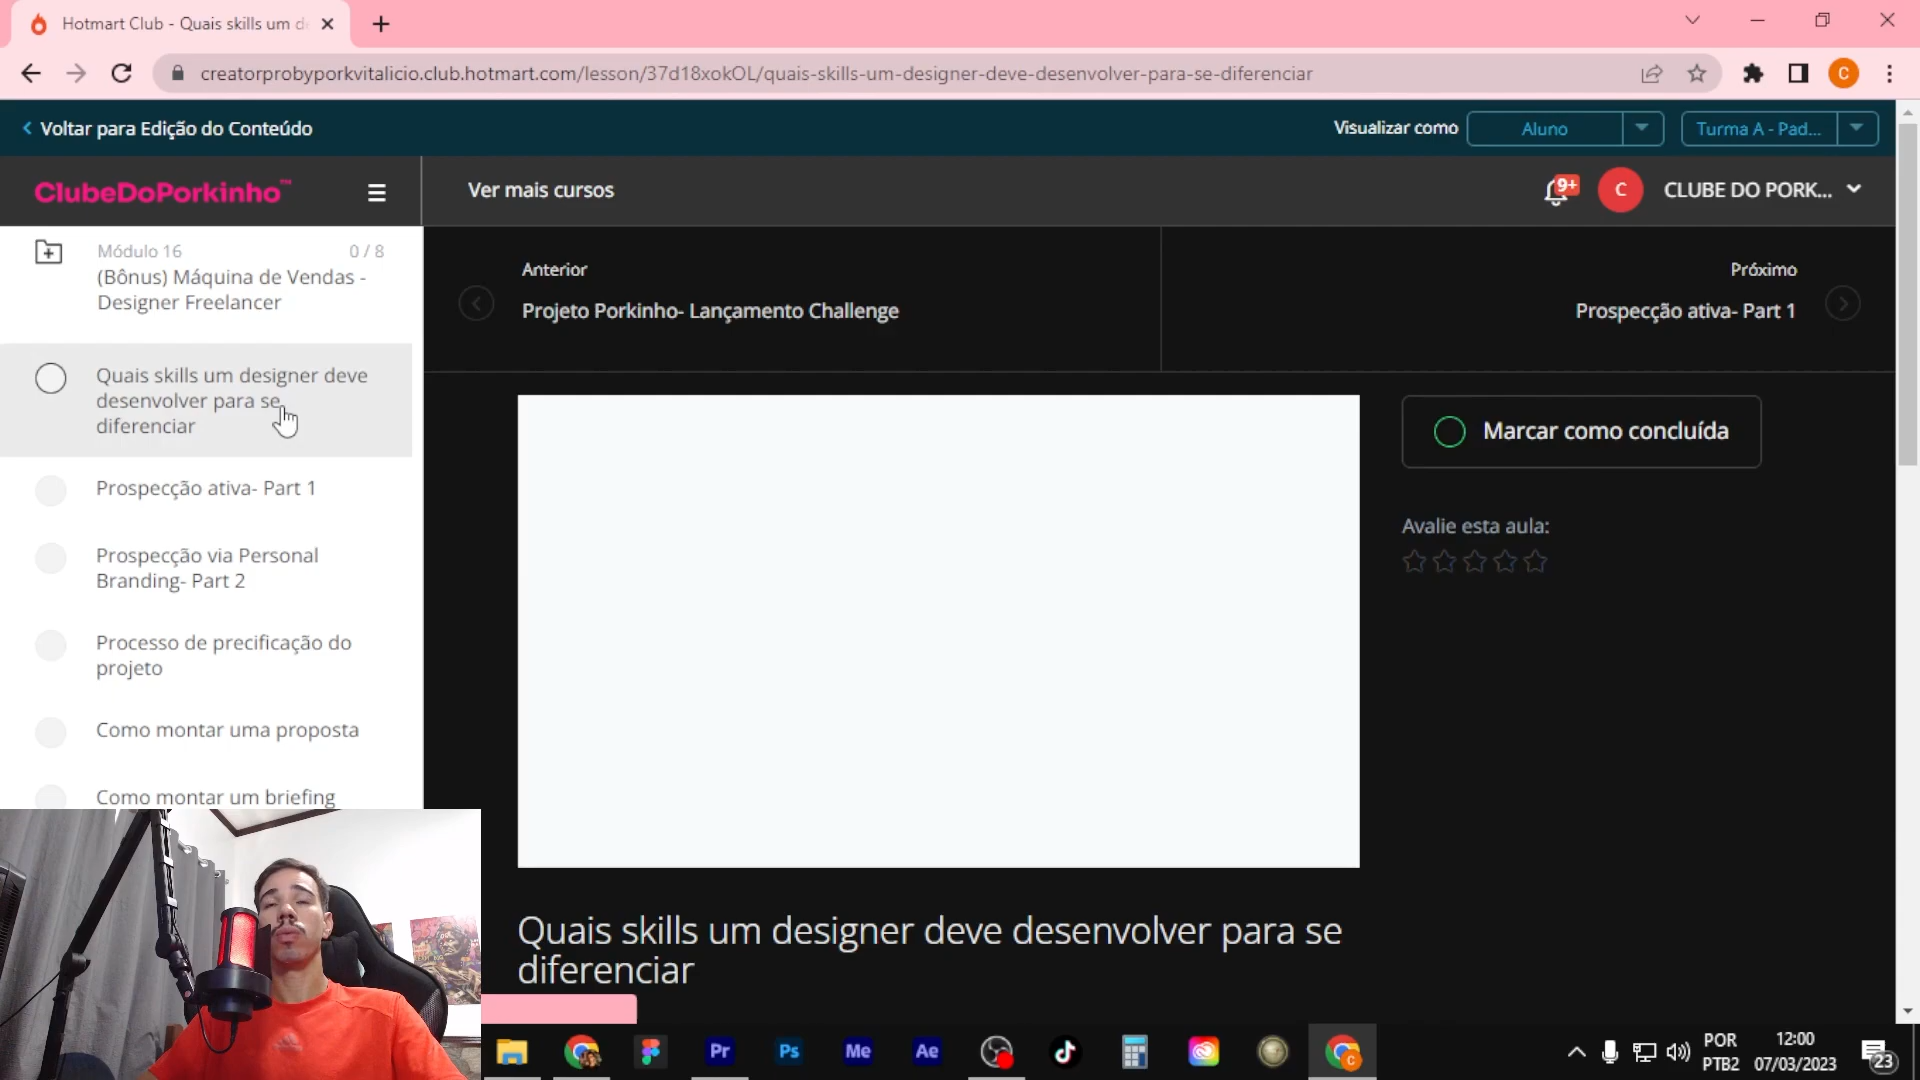 Hotmart Club - Quais skills um de
creatorprobyporkvitalicio.club.hotmart.com/lesson/37d18xokOL/quais-skills-um-designer-deve-desenvolver-para-se-diferenciar
C
Voltar para Edição do Conteúdo
Visualizar como
Aluno
Turma A - Pad...
ClubeDoPorkinho™
Ver mais cursos
9+
C
CLUBE DO PORK...
Módulo 16
0 / 8
(Bônus) Máquina de Vendas -
Designer Freelancer
Quais skills um designer deve
desenvolver para se
diferenciar
Prospecção ativa- Part 1
Prospecção via Personal
Branding- Part 2
Processo de precificação do
projeto
Como montar uma proposta
Como montar um briefing
Anterior
Projeto Porkinho- Lançamento Challenge
Próximo
Prospecção ativa- Part 1
Marcar como concluída
Avalie esta aula:
Quais skills um designer deve desenvolver para se
diferenciar
Pr
Ps
Me
Ae
C
POR
PTB2
12:00
07/03/2023
23